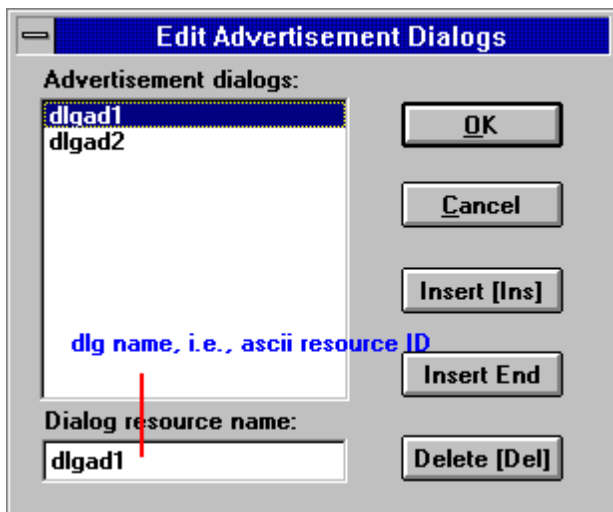 Edit Advertisement Dialogs
Advertisement dialogs:
dlgad1
dlgad2
OK
Cancel
Insert [Ins]
dlg name, i.e., ascii resource ID
Insert End
Dialog resource name:
dlgad1
Delete [Del]